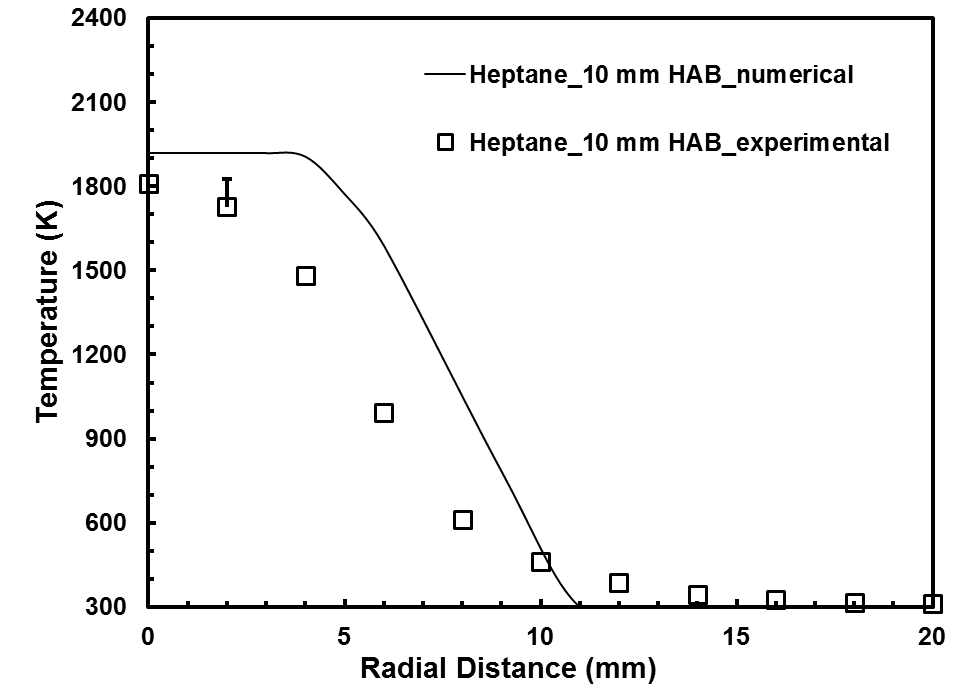 2400
2100
1800
1500
1200
900
600
300
Temperature (K)
Heptane_10 mm HAB_numerical
Heptane_10 mm HAB_experimental
0 5 10 15 20
Radial Distance (mm)